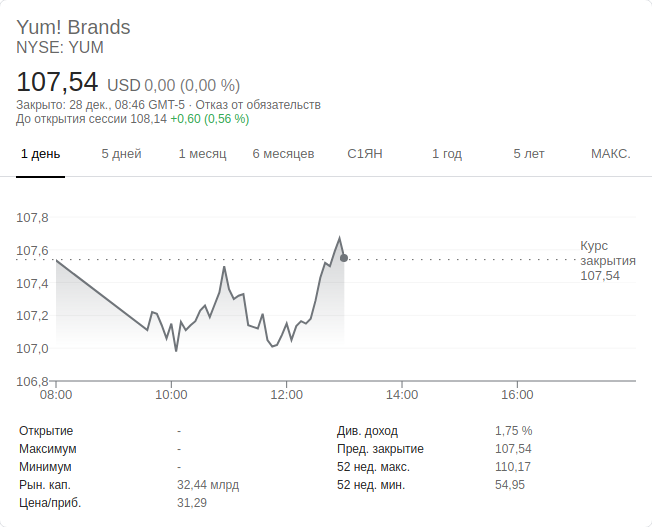 Yum! Brands
NYSE: YUM
107,54 USD 0,00 (0,00 %)
Закрыто: 28 дек., 08:46 GMT-5 · Отказ от обязательств
До открытия сессии 108,14 +0,60 (0,56 %)
1 день 5 дней 1 месяц 6 месяцев С1ЯН 1 год 5 лет МАКС.
107,8
107,6
107,4
107,2
107,0
106,8
Курс
закрытия
107,54
08:00 10:00 12:00 14:00 16:00
Открытие - Див. доход 1,75 %
Максимум - Пред. закрытие 107,54
Минимум - 52 нед. макс. 110,17
Рын. кап. 32,44 млрд 52 нед. мин. 54,95
Цена/приб. 31,29